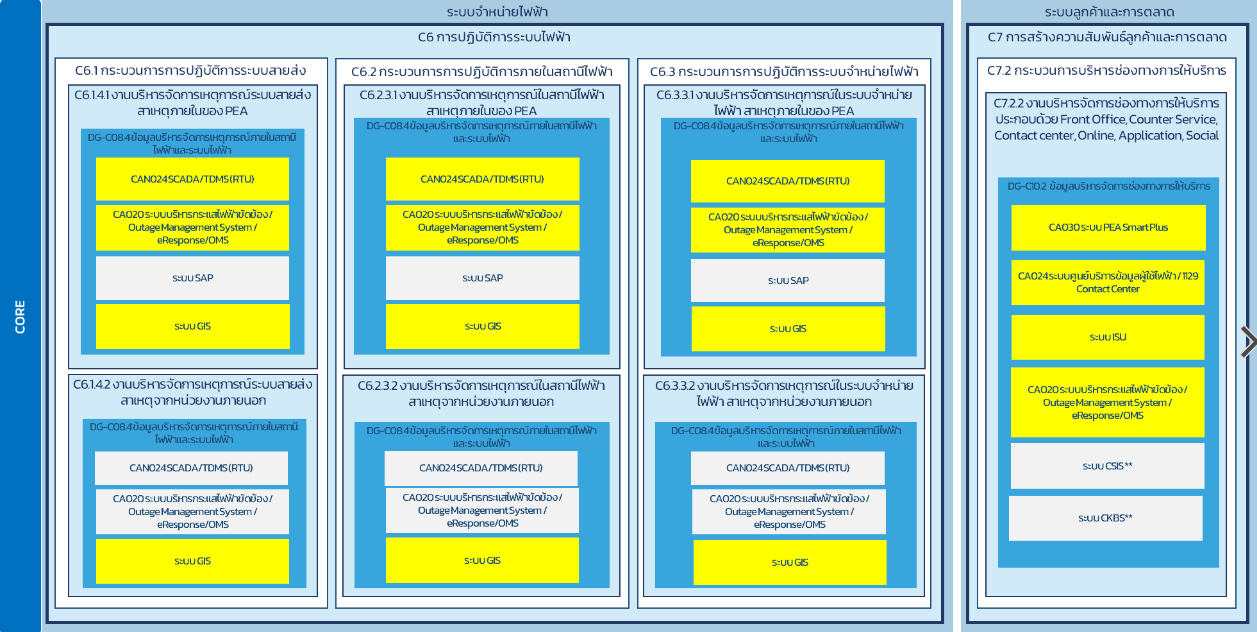 CORE
ระบบจำหน่ายไฟฟ้า
C6 การปฏิบัติการระบบไฟฟ้า
C6.1 กระบวนการการปฏิบัติการระบบสายส่ง
C6.1.4.1 งานบริหารจัดการเหตุการณ์ระบบสายส่ง
สาเหตุภายในของ PEA
DG-C08.4ข้อมูลบริหารจัดการเหตุการณ์ภายในสถานี
ไฟฟ้าและระบบไฟฟ้า
CAN024SCADA/TDMS (RTU)
CA020 ระบบบริหารกระแสไฟฟ้าขัดข้อง /
Outage Management System /
eResponse/OMS
ระบบ SAP
ระบบ GIS
C6.1.4.2 งานบริหารจัดการเหตุการณ์ระบบสายส่ง
สาเหตุจากหน่วยงานภายนอก
DG-C08.4ข้อมูลบริหารจัดการเหตุการณ์ภายในสถานี
ไฟฟ้าและระบบไฟฟ้า
CAN024SCADA/TDMS (RTU)
CA020 ระบบบริหารกระแสไฟฟ้าขัดข้อง /
Outage Management System /
eResponse/OMS
ระบบ GIS
C6.2 กระบวนการการปฏิบัติการภายในสถานีไฟฟ้า
C6.2.3.1 งานบริหารจัดการเหตุการณ์ในสถานีไฟฟ้า
สาเหตุภายในของ PEA
DG-C08.4ข้อมูลบริหารจัดการเหตุการณ์ภายในสถานีไฟฟ้า
และระบบไฟฟ้า
CAN024SCADA/TDMS (RTU)
CA020 ระบบบริหารกระแสไฟฟ้าขัดข้อง /
Outage Management System /
eResponse/OMS
ระบบ SAP
ระบบ GIS
C6.2.3.2 งานบริหารจัดการเหตุการณ์ในสถานีไฟฟ้า
สาเหตุจากหน่วยงานภายนอก
DG-C08.4ข้อมูลบริหารจัดการเหตุการณ์ภายในสถานีไฟฟ้า
และระบบไฟฟ้า
CAN024SCADA/TDMS (RTU)
CA020 ระบบบริหารกระแสไฟฟ้าขัดข้อง /
Outage Management System /
eResponse/OMS
ระบบ GIS
C6.3 กระบวนการการปฏิบัติการระบบจำหน่ายไฟฟ้า
C6.3.3.1 งานบริหารจัดการเหตุการณ์ในระบบจำหน่าย
ไฟฟ้า สาเหตุภายในของ PEA
DG-C08.4ข้อมูลบริหารจัดการเหตุการณ์ภายในสถานีไฟฟ้า
และระบบไฟฟ้า
CAN024SCADA/TDMS (RTU)
CA020 ระบบบริหารกระแสไฟฟ้าขัดข้อง /
Outage Management System /
eResponse/OMS
ระบบ SAP
ระบบ GIS
C6.3.3.2 งานบริหารจัดการเหตุการณ์ในระบบจำหน่าย
ไฟฟ้า สาเหตุจากหน่วยงานภายนอก
DG-C08.4ข้อมูลบริหารจัดการเหตุการณ์ภายในสถานีไฟฟ้า
และระบบไฟฟ้า
CAN024SCADA/TDMS (RTU)
CA020 ระบบบริหารกระแสไฟฟ้าขัดข้อง /
Outage Management System /
eResponse/OMS
ระบบ GIS
ระบบลูกค้าและการตลาด
C7 การสร้างความสัมพันธ์ลูกค้าและการตลาด
C7.2 กระบวนการบริหารช่องทางการให้บริการ
C7.2.2 งานบริหารจัดการช่องทางการให้บริการ
ประกอบด้วย Front Office, Counter Service,
Contact center, Online, Application, Social
DG-C10.2 ข้อมูลบริหารจัดการช่องทางการให้บริการ
CA030 ระบบ PEA Smart Plus
CA024 ระบบศูนย์บริการข้อมูลผู้ใช้ไฟฟ้า / 1129
Contact Center
ระบบ ISU
CA020 ระบบบริหารกระแสไฟฟ้าขัดข้อง /
Outage Management System /
eResponse/OMS
ระบบ CSIS **
ระบบ CKBS**